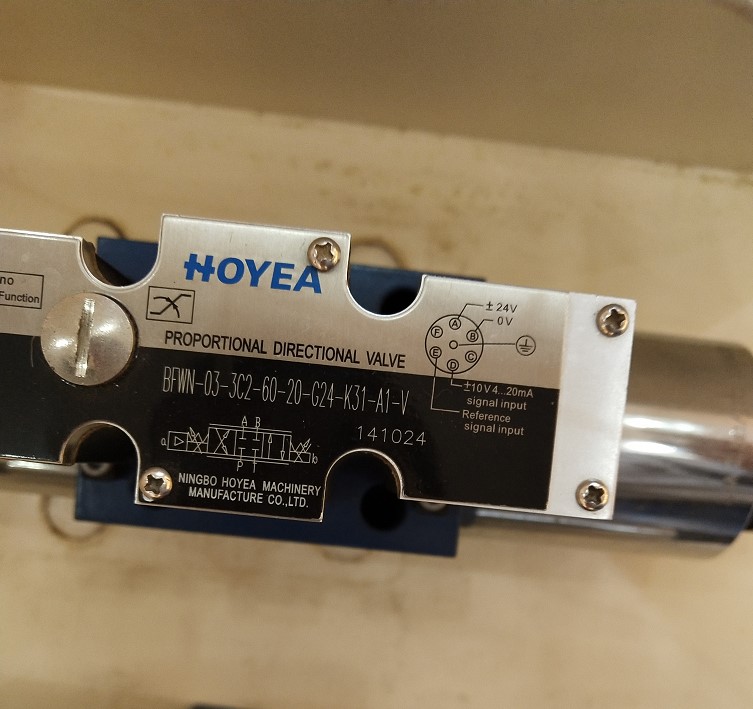 HOYEA
no
Function
PROPORTIONAL DIRECTIONAL VALVE
BFWN-03-3C2-60-20-G24-K31-A1-V
141024
A B
a
b
P T
NINGBO HOYEA MACHINERY
MANUFACTURE CO.,LTD.
± 24V
0V
A
B
C
D
E
F
±10V 4...20mA
signal input
Reference
signal input